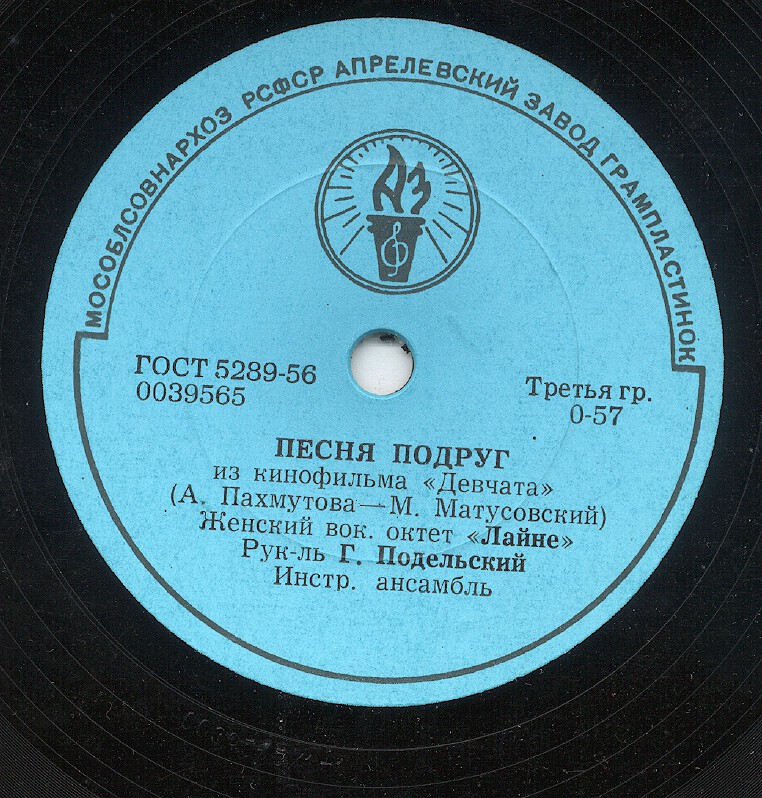 МОСОБЛСОВНАРХОЗ РСФСР АПРЕЛЕВСКИЙ ЗАВОД ГРАМПЛАСТИНОК
АЗ
ГОСТ 5289-56
0039565
Третья гр.
0-57
ПЕСНЯ ПОДРУГ
из кинофильма «Девчата»
(А. Пахмутова—М. Матусовский)
Женский вок. октет «Лайне»
Рук-ль Г. Подельский
Инстр. ансамбль